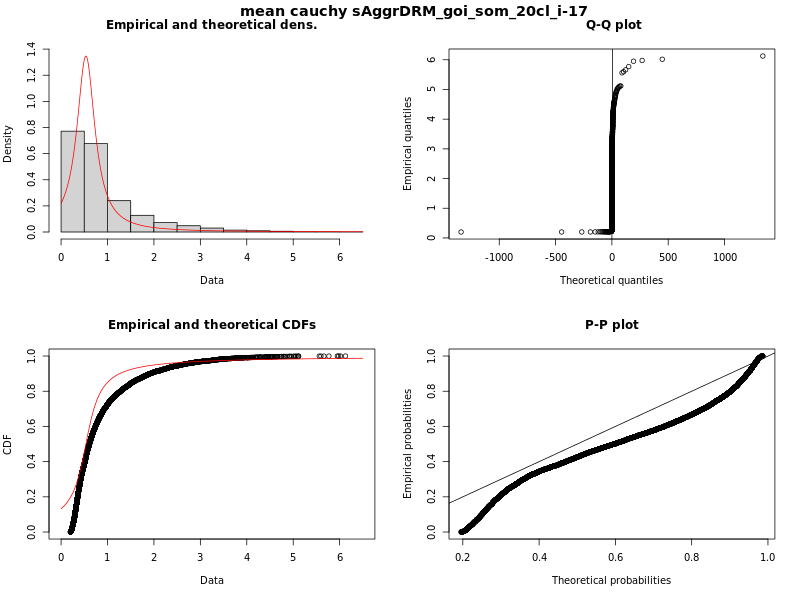 mean cauchy sAggrDRM_goi_som_20cl_i-17
Empirical and theoretical dens.
Density
0.0 0.2 0.4 0.6 0.8 1.0 1.2 1.4
0 1 2 3 4 5 6
Data
Q-Q plot
Empirical quantiles
0 1 2 3 4 5 6
-1000 -500 0 500 1000
Theoretical quantiles
Empirical and theoretical CDFs
CDF
0.0 0.2 0.4 0.6 0.8 1.0
0 1 2 3 4 5 6
Data
P-P plot
Empirical probabilities
0.0 0.2 0.4 0.6 0.8 1.0
0.2 0.4 0.6 0.8 1.0
Theoretical probabilities